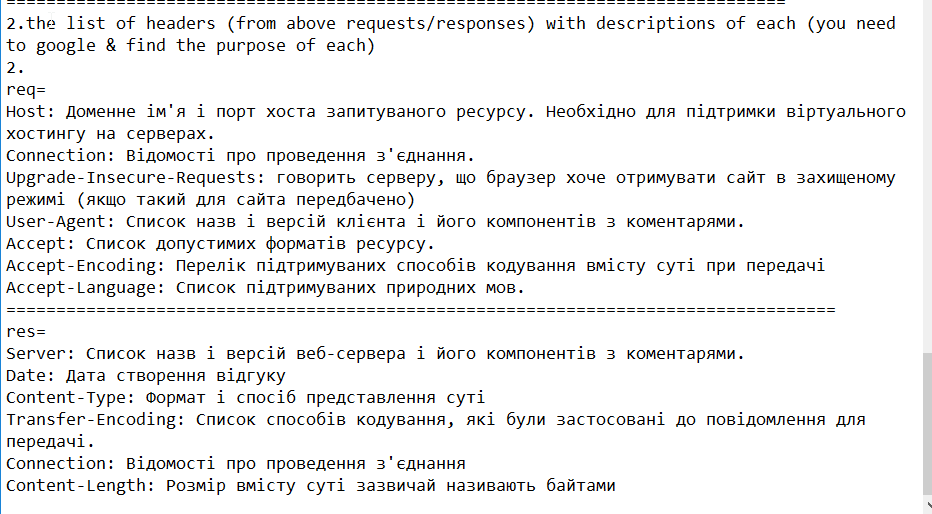 ================================================================================
2.the list of headers (from above requests/responses) with descriptions of each (you need
to google & find the purpose of each)
2.
req=
Host: Доменне ім'я і порт хоста запитуваного ресурсу. Необхідно для підтримки віртуального
хостингу на серверах.
Connection: Відомості про проведення з'єднання.
Upgrade-Insecure-Requests: говорить серверу, що браузер хоче отримувати сайт в захищеному
режимі (якщо такий для сайта передбачено)
User-Agent: Список назв і версій клієнта і його компонентів з коментарями.
Accept: Список допустимих форматів ресурсу.
Accept-Encoding: Перелік підтримуваних способів кодування вмісту суті при передачі
Accept-Language: Список підтримуваних природних мов.
===================================================================================
res=
Server: Список назв і версій веб-сервера і його компонентів з коментарями.
Date: Дата створення відгуку
Content-Type: Формат і спосіб представлення суті
Transfer-Encoding: Список способів кодування, які були застосовані до повідомлення для
передачі.
Connection: Відомості про проведення з'єднання
Content-Length: Розмір вмісту суті зазвичай називають байтами